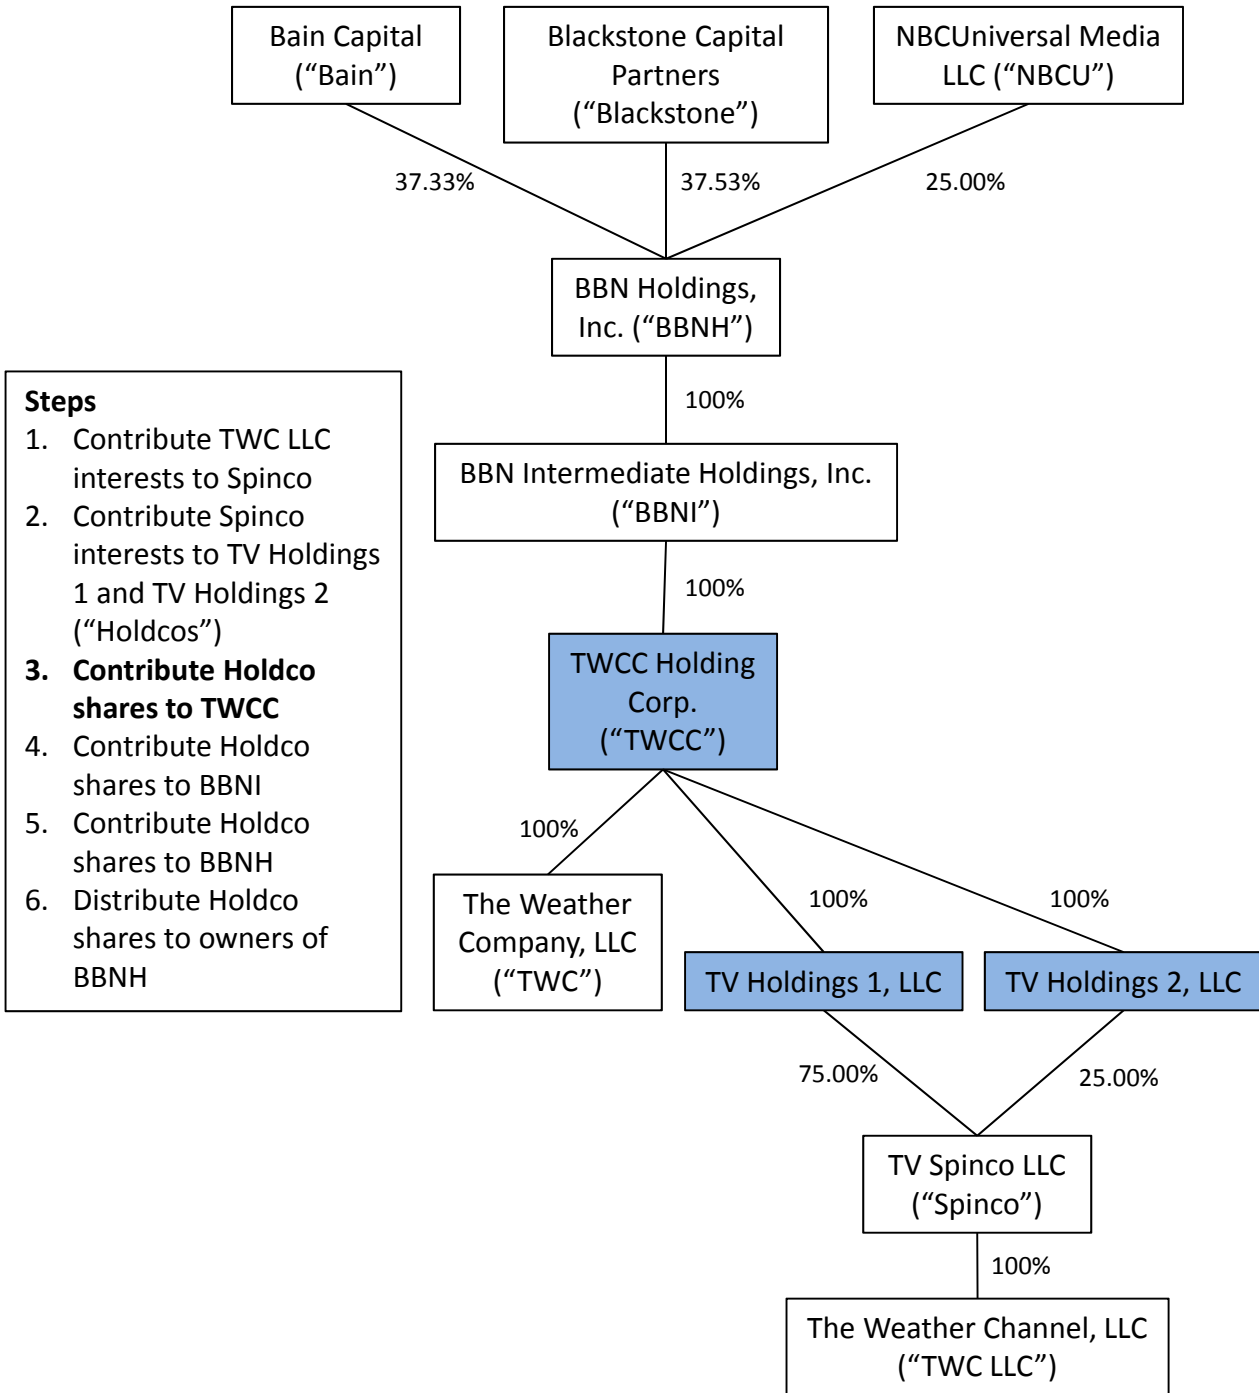 Bain Capital
(“Bain”)
Blackstone Capital
Partners
(“Blackstone”)
NBCUniversal Media
LLC (“NBCU”)
37.33%
37.53%
25.00%
BBN Holdings,
Inc. (“BBNH”)
100%
BBN Intermediate Holdings, Inc.
(“BBNI”)
100%
Steps
1. Contribute TWC LLC
interests to Spinco
2. Contribute Spinco
interests to TV Holdings
1 and TV Holdings 2
(“Holdcos”)
3. Contribute Holdco
shares to TWCC
4. Contribute Holdco
shares to BBNI
5. Contribute Holdco
shares to BBNH
6. Distribute Holdco
shares to owners of
BBNH
TWCC Holding
Corp.
(“TWCC”)
100%
100%
100%
The Weather
Company, LLC
(“TWC”)
TV Holdings 1, LLC
TV Holdings 2, LLC
75.00%
25.00%
TV Spinco LLC
(“Spinco”)
100%
The Weather Channel, LLC
(“TWC LLC”)